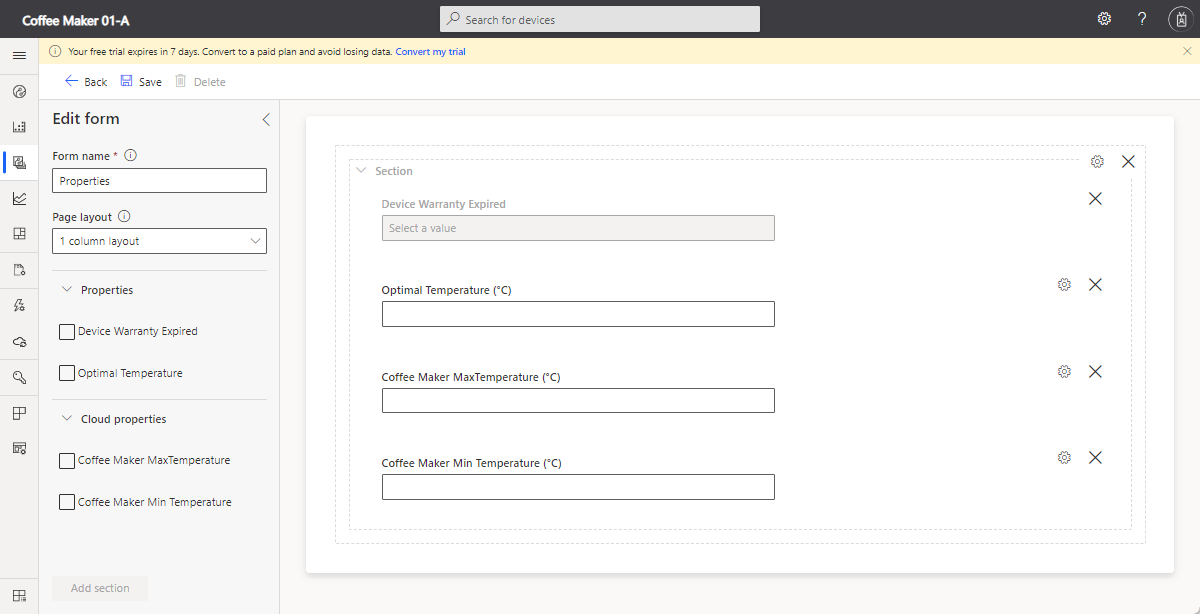 Coffee Maker 01-A
Search for devices
?
Your free trial expires in 7 days. Convert to a paid plan and avoid losing data. Convert my trial
Back Save Delete
Edit form
Form name *
Properties
Page layout
1 column layout
Properties
Device Warranty Expired
Optimal Temperature
Cloud properties
Coffee Maker MaxTemperature
Coffee Maker Min Temperature
Add section
Section
Device Warranty Expired
Select a value
Optimal Temperature (°C)
Coffee Maker MaxTemperature (°C)
Coffee Maker Min Temperature (°C)